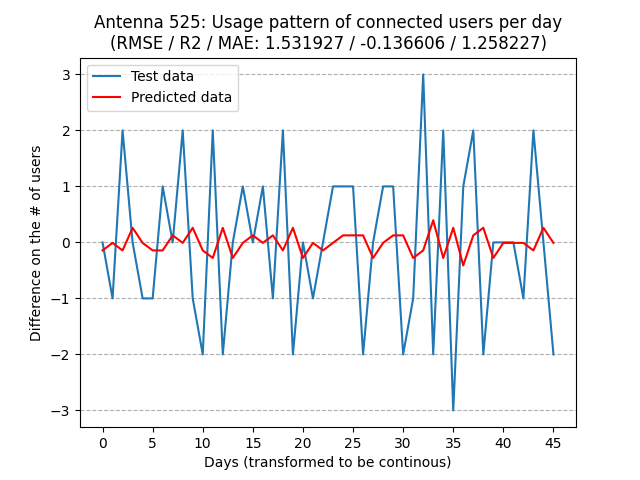 Antenna 525: Usage pattern of connected users per day
(RMSE / R2 / MAE: 1.531927 / -0.136606 / 1.258227)
Test data
Predicted data
Difference on the # of users
3
2
1
0
−1
−2
−3
0 5 10 15 20 25 30 35 40 45
Days (transformed to be continous)